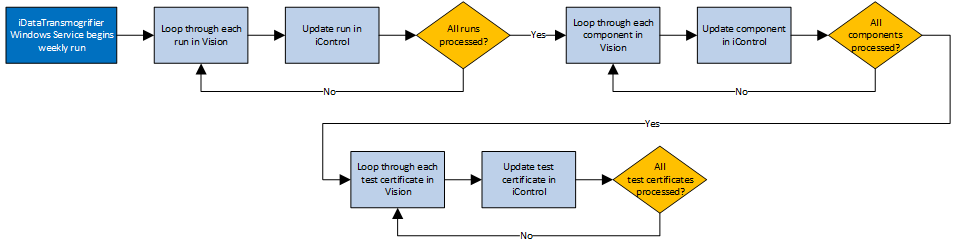 iDataTransmogrifier
Windows Service begins
weekly run
Loop through each
run in Vision
Update run in
iControl
All runs
processed?
Yes
No
Loop through each
component in
Vision
Update component
in iControl
All
components
processed?
No
Yes
Loop through each
test certificate in
Vision
Update test
certificate in
iControl
All
test certificates
processed?
No